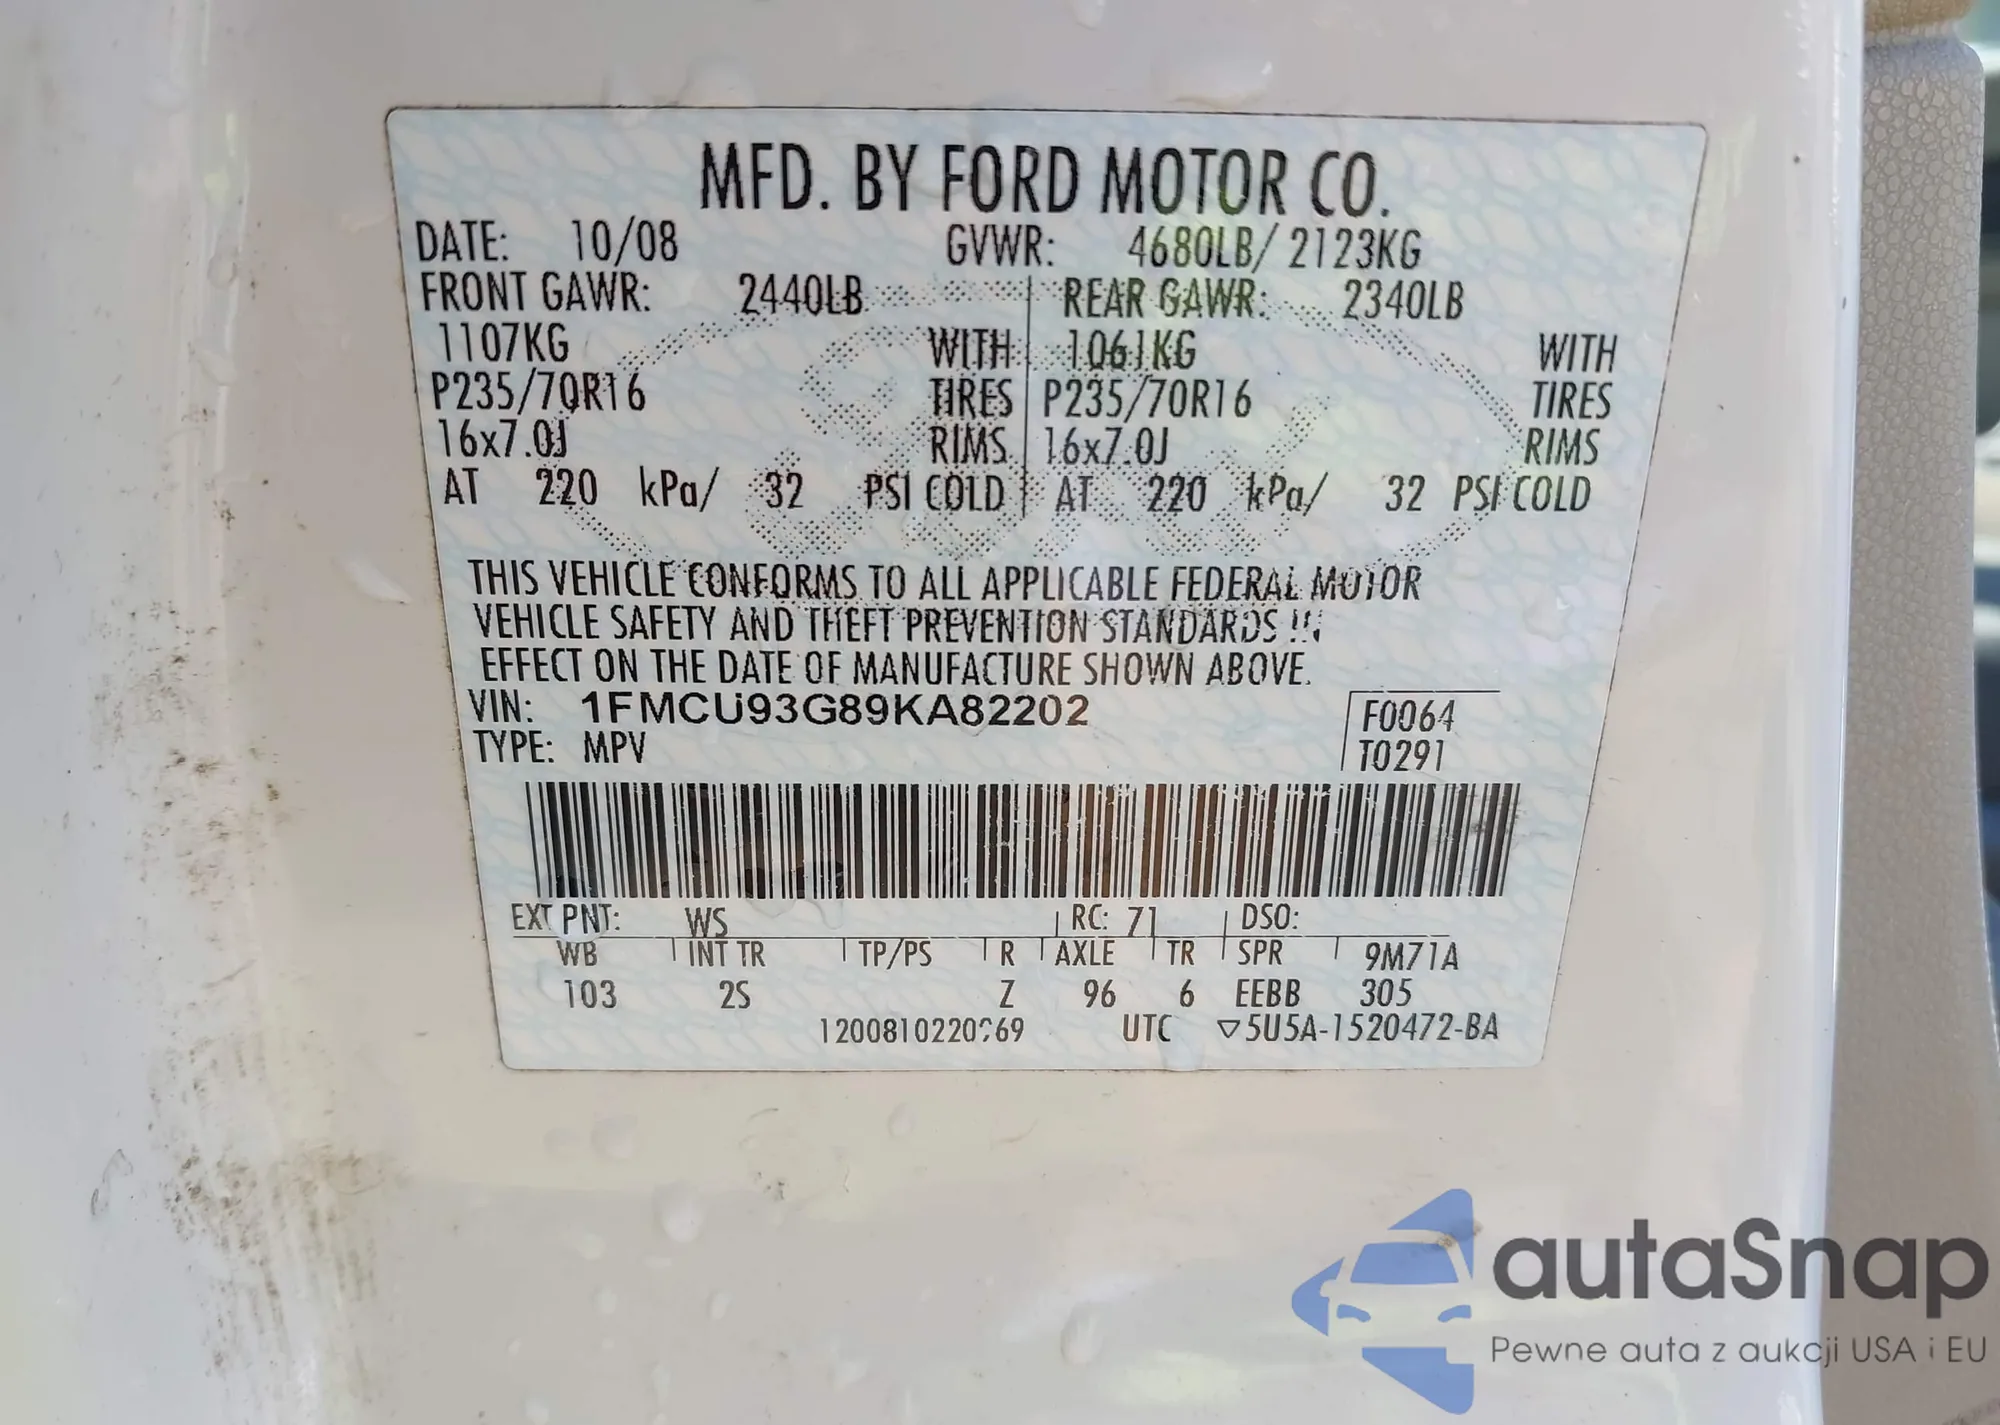 MFD. BY FORD MOTOR CO.
DATE: 10/08 GVWR: 4680LB/ 2123KG
FRONT GAWR: 2440LB REAR GAWR: 2340LB
1107KG WITH 1061KG WITH
P235/70R16 TIRES P235/70R16 TIRES
16x7.0J RIMS 16x7.0J RIMS
AT 220 kPa/ 32 PSI COLD AT 220 kPa/ 32 PSI COLD
THIS VEHICLE CONFORMS TO ALL APPLICABLE FEDERAL MOTOR
VEHICLE SAFETY AND THEFT PREVENTION STANDARDS IN
EFFECT ON THE DATE OF MANUFACTURE SHOWN ABOVE.
VIN: 1FMCU93G89KA82202 F0064
TYPE: MPV T0291
EXT PNT: WS RC: 71 DSO:
WB INT TR TP/PS R AXLE TR SPR 9M71A
103 2S Z 96 6 EEBB 305
UTC ▽5U5A-1520472-BA
autaSnap
Pewne auta z aukcji USA i EU